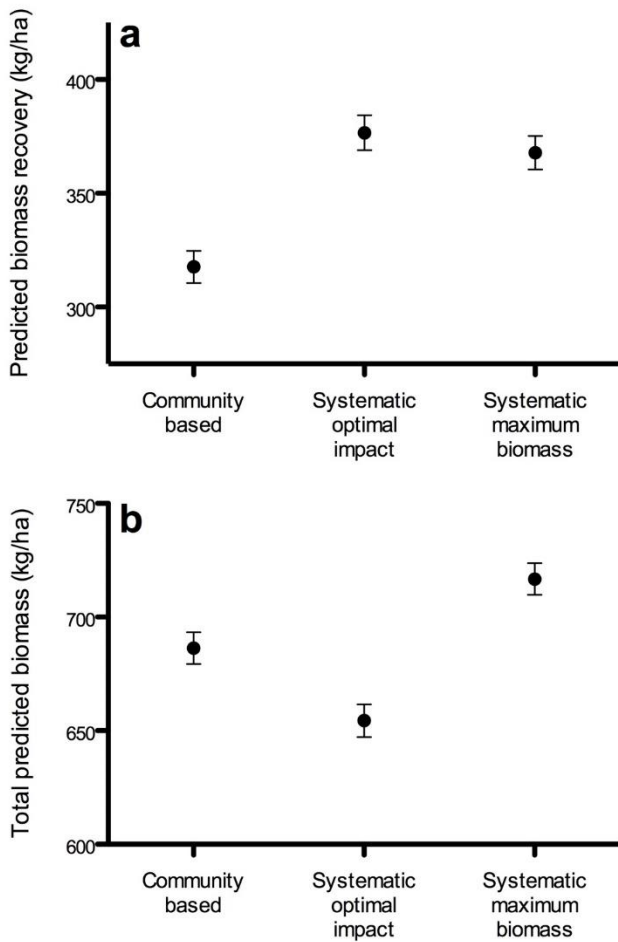 a
Predicted biomass recovery (kg/ha)
400
350
300
Community
based
Systematic
optimal
impact
Systematic
maximum
biomass
b
Total predicted biomass (kg/ha)
750
700
650
600
Community
based
Systematic
optimal
impact
Systematic
maximum
biomass